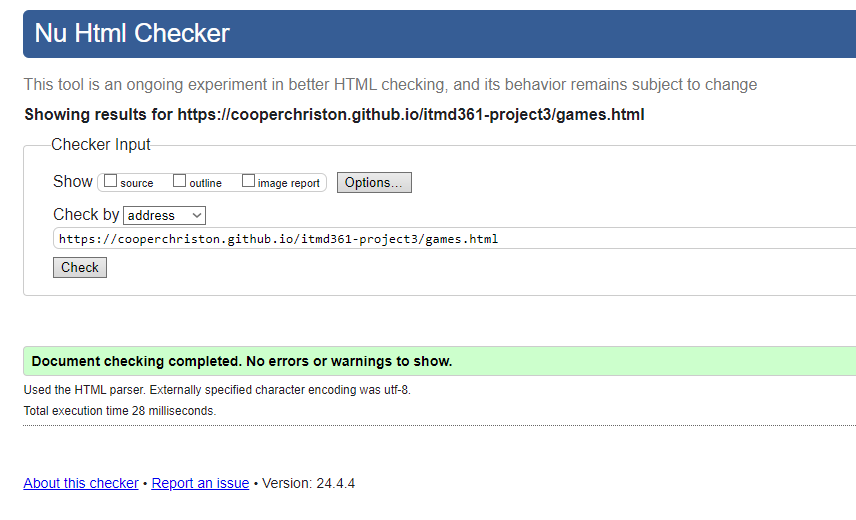 Nu Html Checker
This tool is an ongoing experiment in better HTML checking, and its behavior remains subject to change
Showing results for https://cooperchriston.github.io/itmd361-project3/games.html
Checker Input
Show source outline image report Options...
Check by address
https://cooperchriston.github.io/itmd361-project3/games.html
Check
Document checking completed. No errors or warnings to show.
Used the HTML parser. Externally specified character encoding was utf-8.
Total execution time 28 milliseconds.
About this checker • Report an issue • Version: 24.4.4